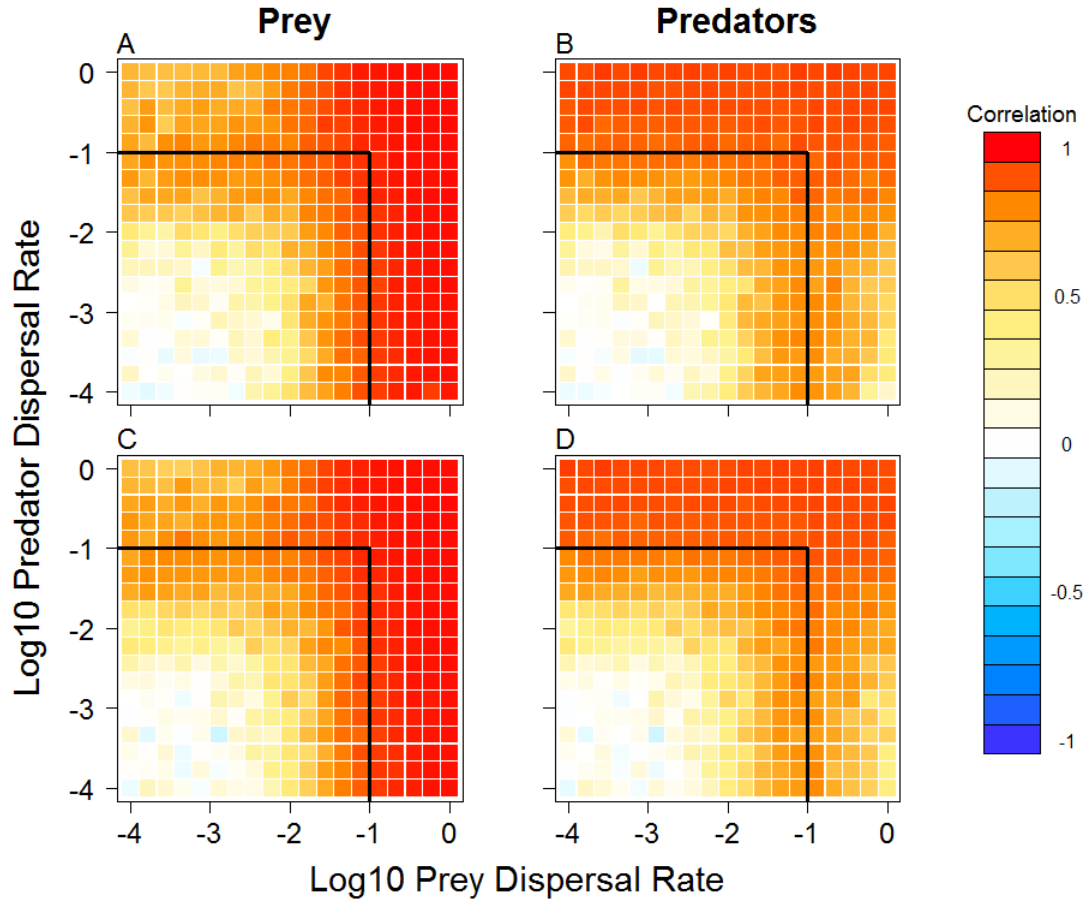 Prey
Predators
A
B
0
-1
-2
-3
-4
C
D
0
-1
-2
-3
-4
-4
-3
-2
-1
0
-4
-3
-2
-1
0
Log10 Predator Dispersal Rate
Log10 Prey Dispersal Rate
Correlation
1
0.5
0
-0.5
-1